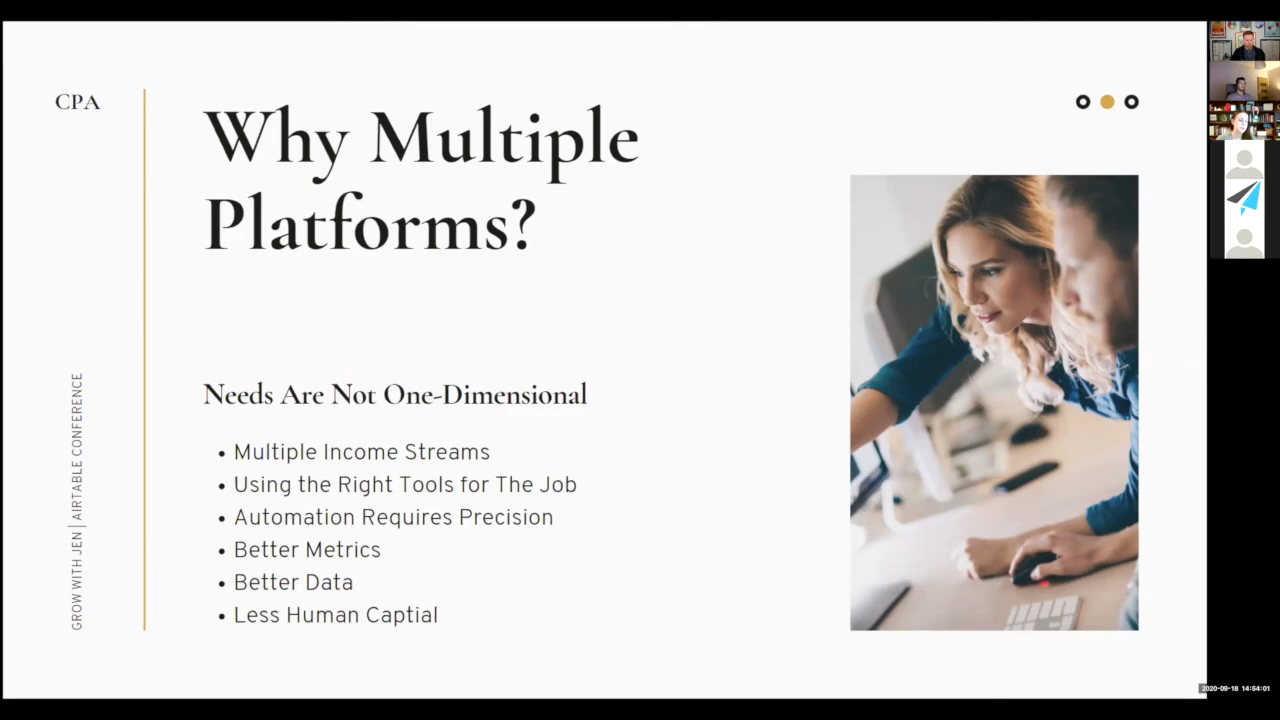 CPA
Why Multiple
Platforms?
Needs Are Not One-Dimensional
• Multiple Income Streams
• Using the Right Tools for The Job
• Automation Requires Precision
• Better Metrics
• Better Data
• Less Human Captial
GROW WITH JEN | AIRTABLE CONFERENCE
2020-09-18 14:54:01